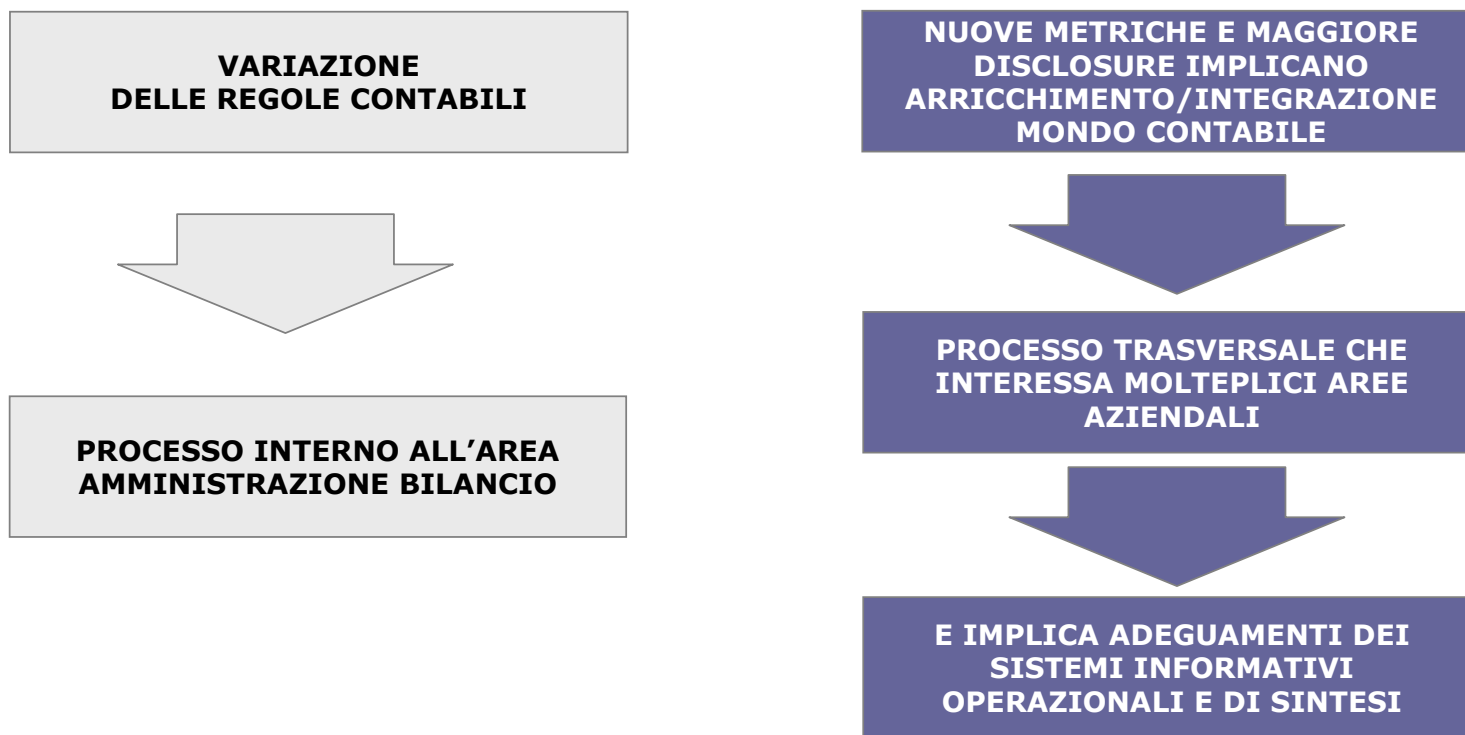 VARIAZIONE
DELLE REGOLE CONTABILI
PROCESSO INTERNO ALL’AREA
AMMINISTRAZIONE BILANCIO
NUOVE METRICHE E MAGGIORE
DISCLOSURE IMPLICANO
ARRICCHIMENTO/INTEGRAZIONE
MONDO CONTABILE
PROCESSO TRASVERSALE CHE
INTERESSA MOLTEPLICI AREE
AZIENDALI
E IMPLICA ADEGUAMENTI DEI
SISTEMI INFORMATIVI
OPERAZIONALI E DI SINTESI